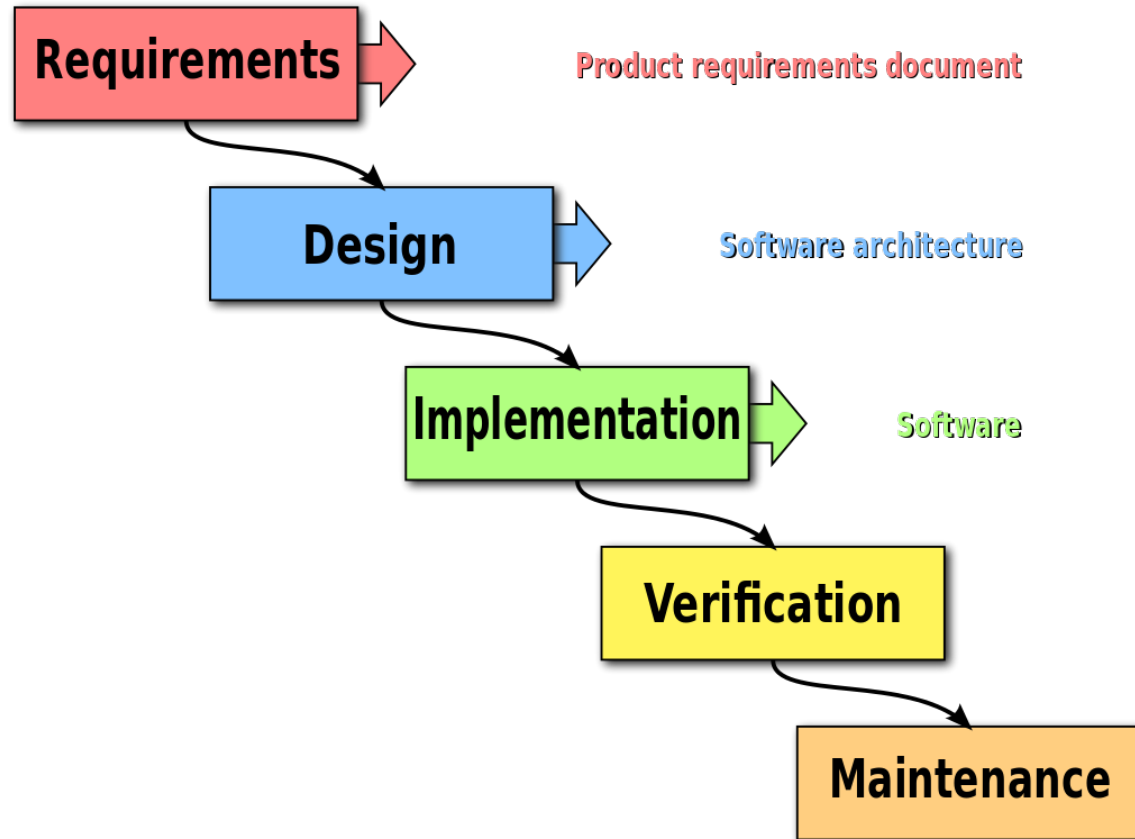 Requirements
Product requirements document
Design
Software architecture
Implementation
Software
Verification
Maintenance